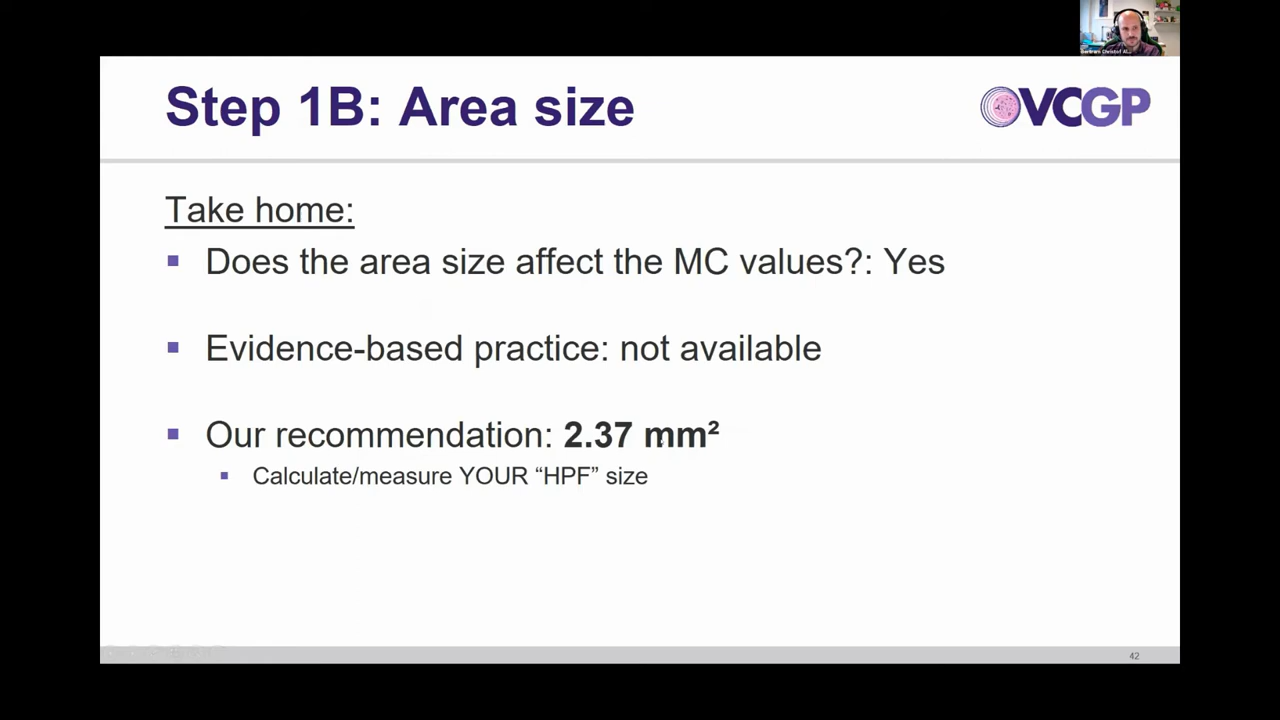 Step 1B: Area size
VCGP
Take home:
Does the area size affect the MC values?: Yes
Evidence-based practice: not available
Our recommendation: 2.37 mm²
Calculate/measure YOUR “HPF” size
42